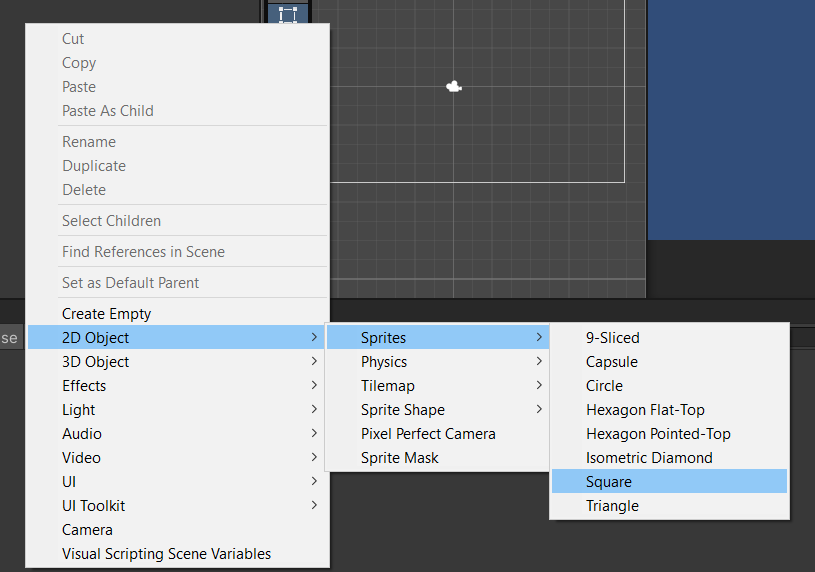 Cut
Copy
Paste
Paste As Child
Rename
Duplicate
Delete
Select Children
Find References in Scene
Set as Default Parent
Create Empty
2D Object
3D Object
Effects
Light
Audio
Video
UI
UI Toolkit
Camera
Visual Scripting Scene Variables
se
Sprites
Physics
Tilemap
Sprite Shape
Pixel Perfect Camera
Sprite Mask
9-Sliced
Capsule
Circle
Hexagon Flat-Top
Hexagon Pointed-Top
Isometric Diamond
Square
Triangle